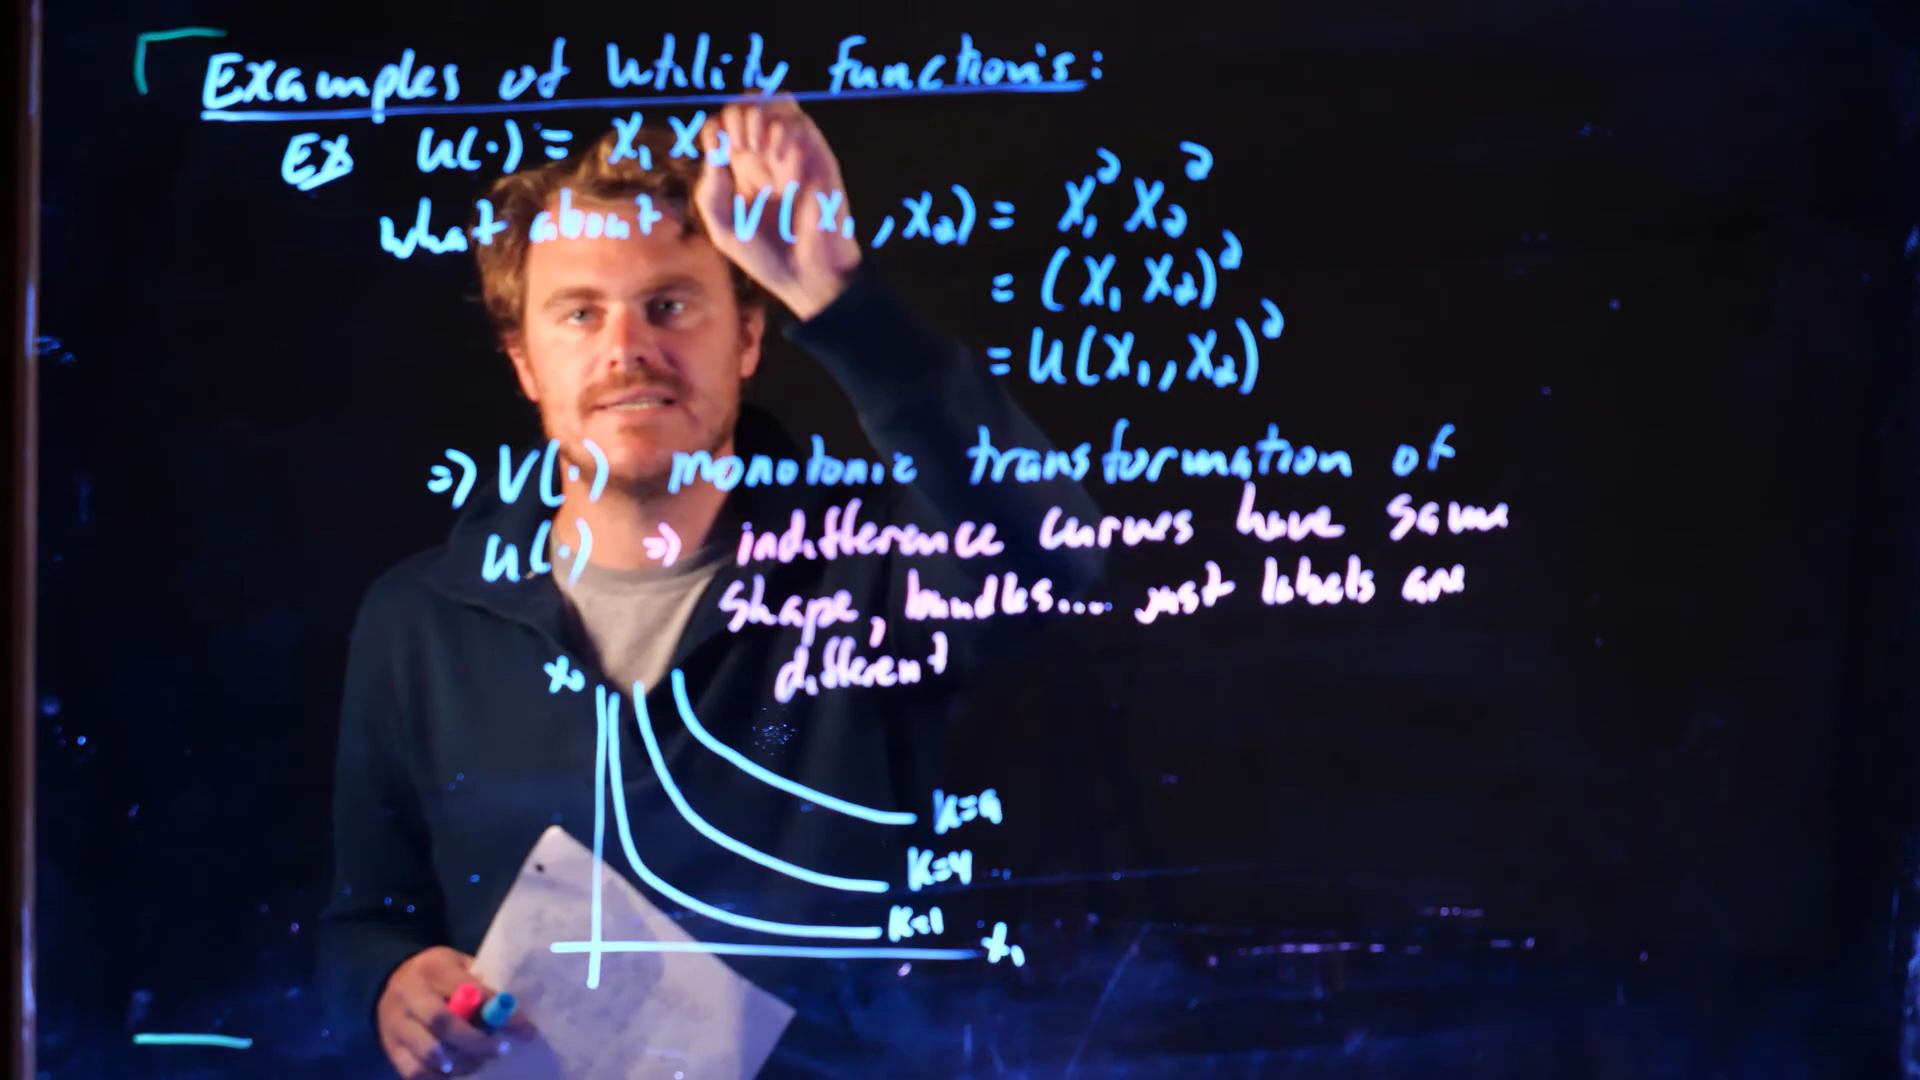 Examples of Utility Functions:
Ex u(·) = x₁ x₂
what about V(x₁, x₂) = x₁² x₂²
= (x₁ x₂)²
= u(x₁, x₂)²
⇒ V(·) monotonic transformation of
u(·) ⇒ indifference curves have same
shape, bundles.... just labels are
different
x₂
K=9
K=4
K=1
x₁